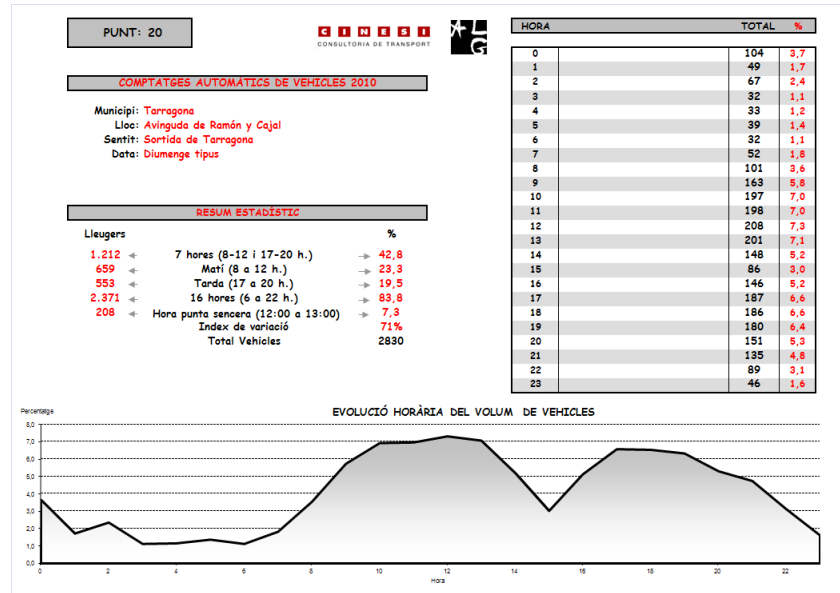 PUNT: 20
CINESI
CONSULTORIA DE TRANSPORT
ALG
COMPTATGES AUTOMÀTICS DE VEHICLES 2010
Municipi: Tarragona
Lloc: Avinguda de Ramón y Cajal
Sentit: Sortida de Tarragona
Data: Diumenge tipus
RESUM ESTADÍSTIC
Lleugers %
1.212 7 hores (8-12 i 17-20 h.) 42,8
659 Matí (8 a 12 h.) 23,3
553 Tarda (17 a 20 h.) 19,5
2.371 16 hores (6 a 22 h.) 83,8
208 Hora punta sencera (12:00 a 13:00) 7,3
Index de variació 71%
Total Vehicles 2830
HORA TOTAL %
0 104 3,7
1 49 1,7
2 67 2,4
3 32 1,1
4 33 1,2
5 39 1,4
6 32 1,1
7 52 1,8
8 101 3,6
9 163 5,8
10 197 7,0
11 198 7,0
12 208 7,3
13 201 7,1
14 148 5,2
15 86 3,0
16 146 5,2
17 187 6,6
18 186 6,6
19 180 6,4
20 151 5,3
21 135 4,8
22 89 3,1
23 46 1,6
EVOLUCIÓ HORÀRIA DEL VOLUM DE VEHICLES
Percentatge
8,0
7,0
6,0
5,0
4,0
3,0
2,0
1,0
0,0
0 2 4 6 8 10 12 14 16 18 20 22
Hora